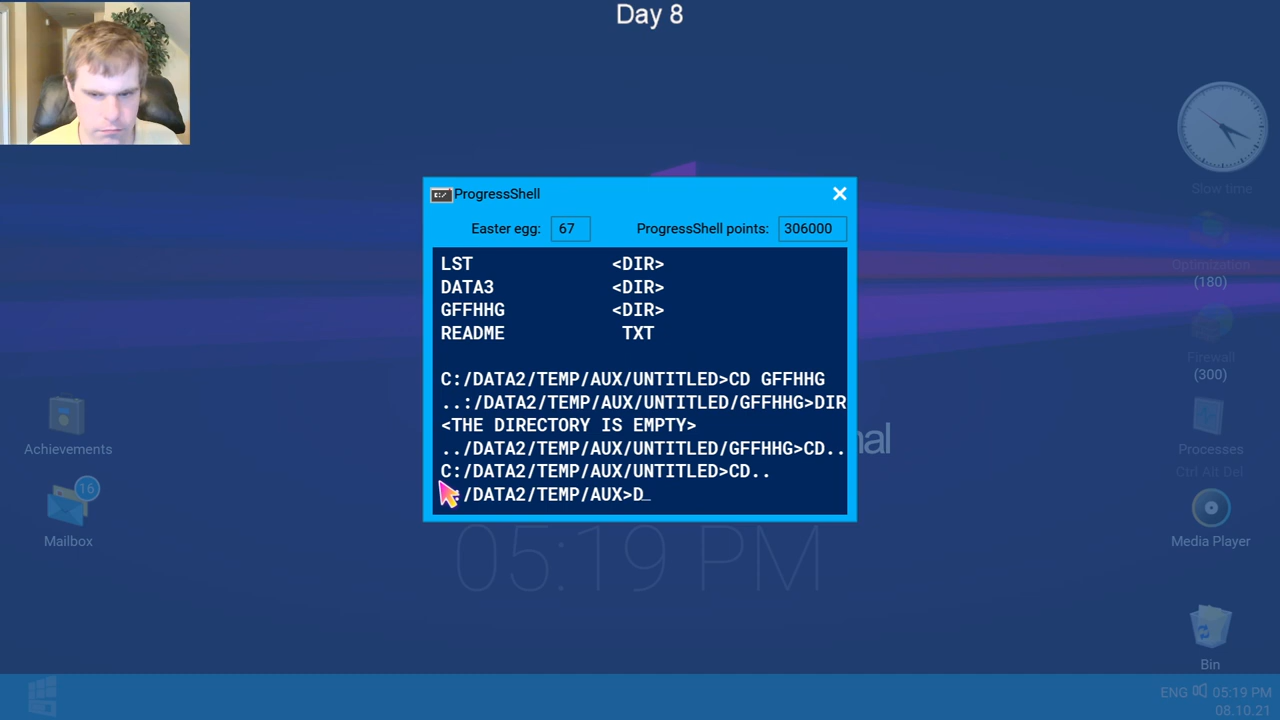 Day 8
ProgressShell
Easter egg: 67 ProgressShell points: 306000
LST <DIR>
DATA3 <DIR>
GFFHHG <DIR>
README TXT
C:/DATA2/TEMP/AUX/UNTITLED>CD GFFHHG
..:/DATA2/TEMP/AUX/UNTITLED/GFFHHG>DIR
<THE DIRECTORY IS EMPTY>
../DATA2/TEMP/AUX/UNTITLED/GFFHHG>CD..
C:/DATA2/TEMP/AUX/UNTITLED>CD..
:/DATA2/TEMP/AUX>D_
nal
05:19 PM
Achievements
16
Mailbox
Slow time
Optimization
(180)
Firewall
(300)
Processes
Ctrl Alt Del
Media Player
Bin
ENG 05:19 PM
08.10.21